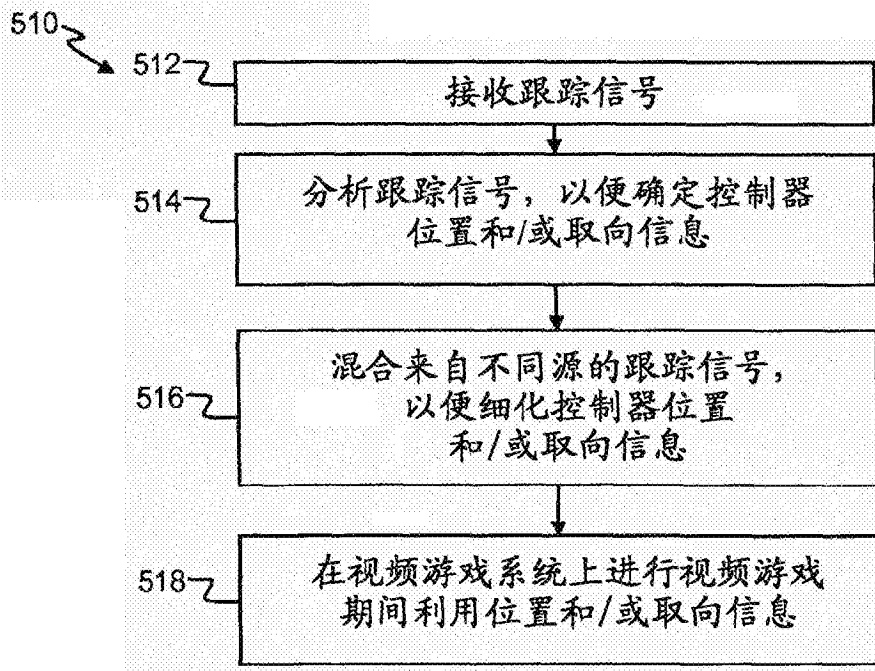 510
512
接收跟踪信号
514
分析跟踪信号，以便确定控制器
位置和/或取向信息
516
混合来自不同源的跟踪信号，
以便细化控制器位置
和/或取向信息
518
在视频游戏系统上进行视频游戏
期间利用位置和/或取向信息